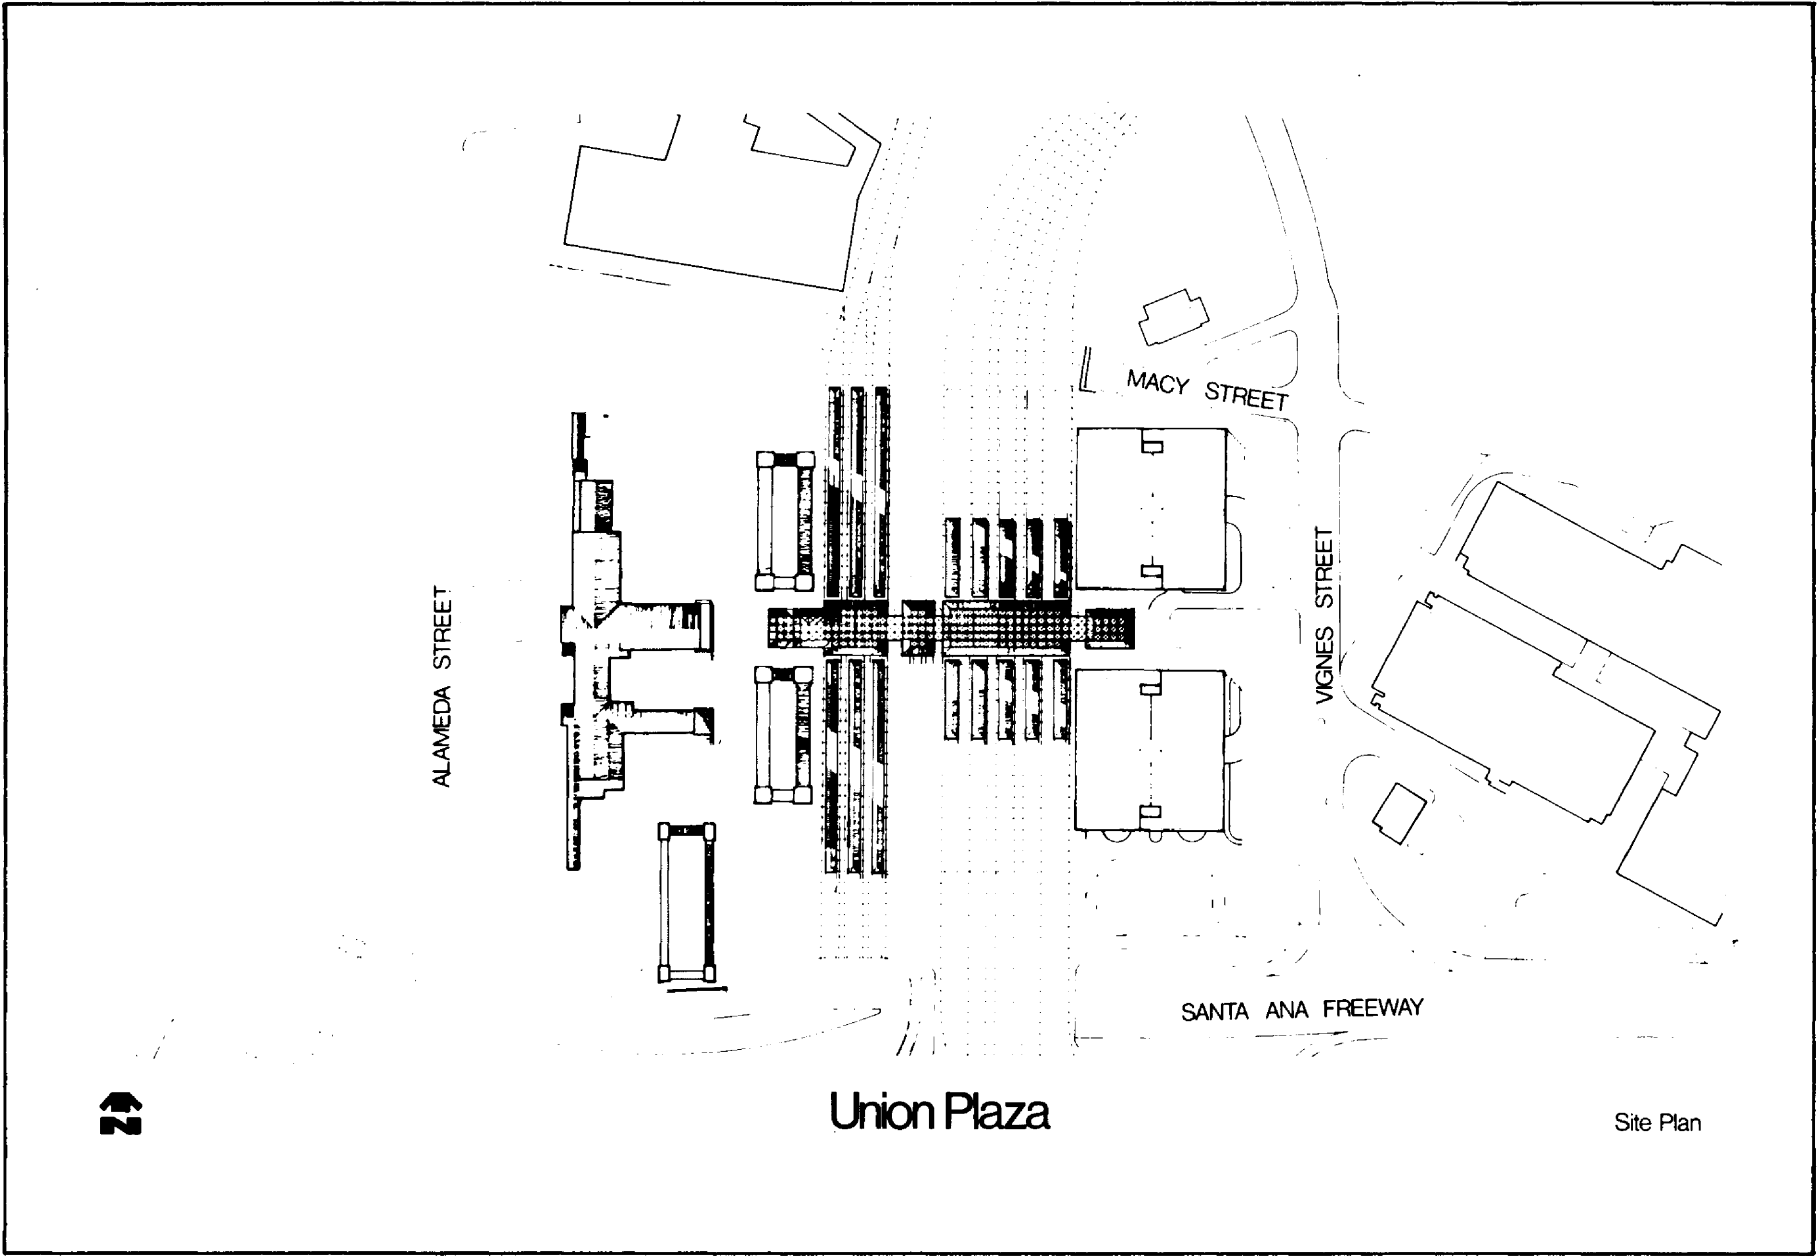 MACY STREET
ALAMEDA STREET
VIGNES STREET
SANTA ANA FREEWAY
N
Union Plaza
Site Plan